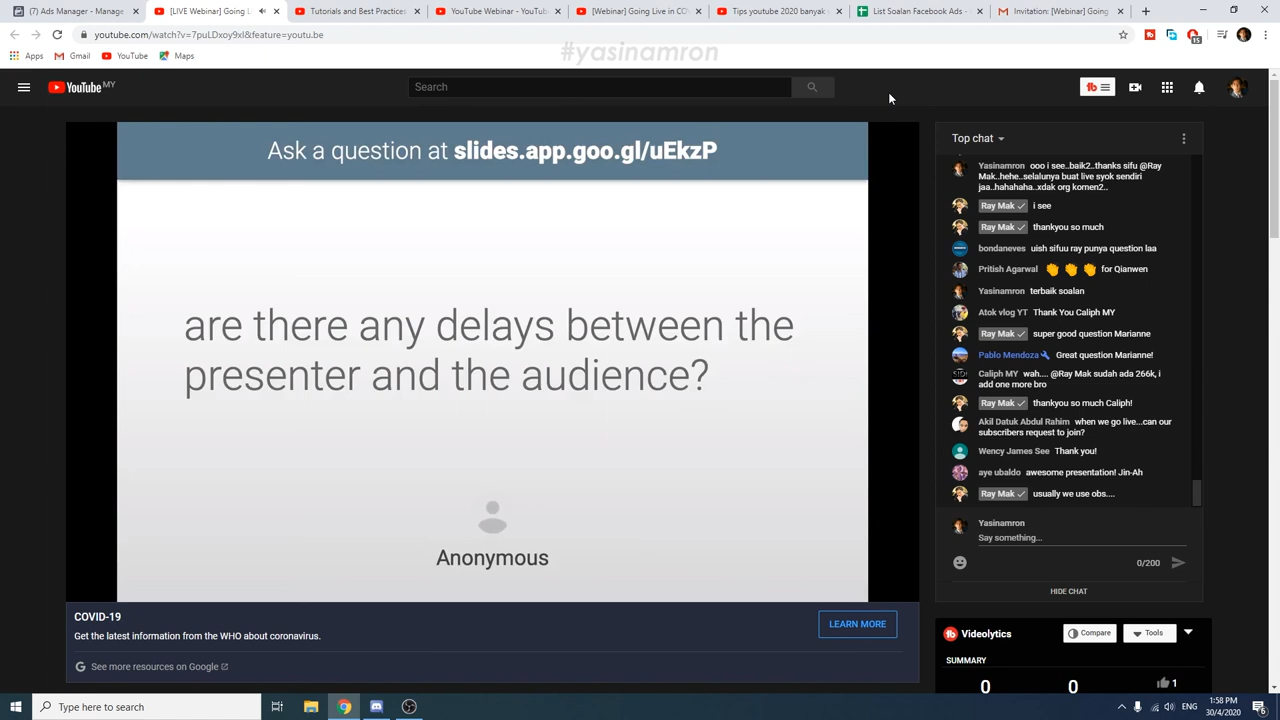 (7) Ads Manager - Manage
[LIVE Webinar] Going L
Tutorials and Best Practices
YouTube Webinar - YouTube
[Webinar] Going Live in CO
Tips youtube 2020 banyak
List Soalan Facebook Ads -
Invitation: [Webinar] Going
youtube.com/watch?v=7puLDxoy9xI&feature=youtu.be
15
Apps
Gmail
YouTube
Maps
#yasinamron
YouTube MY
Search
Ask a question at slides.app.goo.gl/uEkzP
are there any delays between the
presenter and the audience?
Anonymous
COVID-19
Get the latest information from the WHO about coronavirus.
LEARN MORE
See more resources on Google
Top chat
Yasinamron ooo i see..baik2..thanks sifu @Ray
Mak..hehe..selalunya buat live syok sendiri
jaa..hahahaha..xdak org komen2..
Ray Mak i see
Ray Mak thankyou so much
bondaneves uish sifuu ray punya question laa
Pritish Agarwal 👏 👏 👏 for Qianwen
Yasinamron terbaik soalan
Atok vlog YT Thank You Caliph MY
Ray Mak super good question Marianne
Pablo Mendoza Great question Marianne!
Caliph MY wah.... @Ray Mak sudah ada 266k, i
add one more bro
Ray Mak thankyou so much Caliph!
Akil Datuk Abdul Rahim when we go live...can our
subscribers request to join?
Wency James See Thank you!
aye ubaldo awesome presentation! Jin-Ah
Ray Mak usually we use obs....
Yasinamron
Say something...
0/200
HIDE CHAT
Videolytics
Compare
Tools
SUMMARY
0
0
1
Type here to search
ENG
1:58 PM
30/4/2020
6